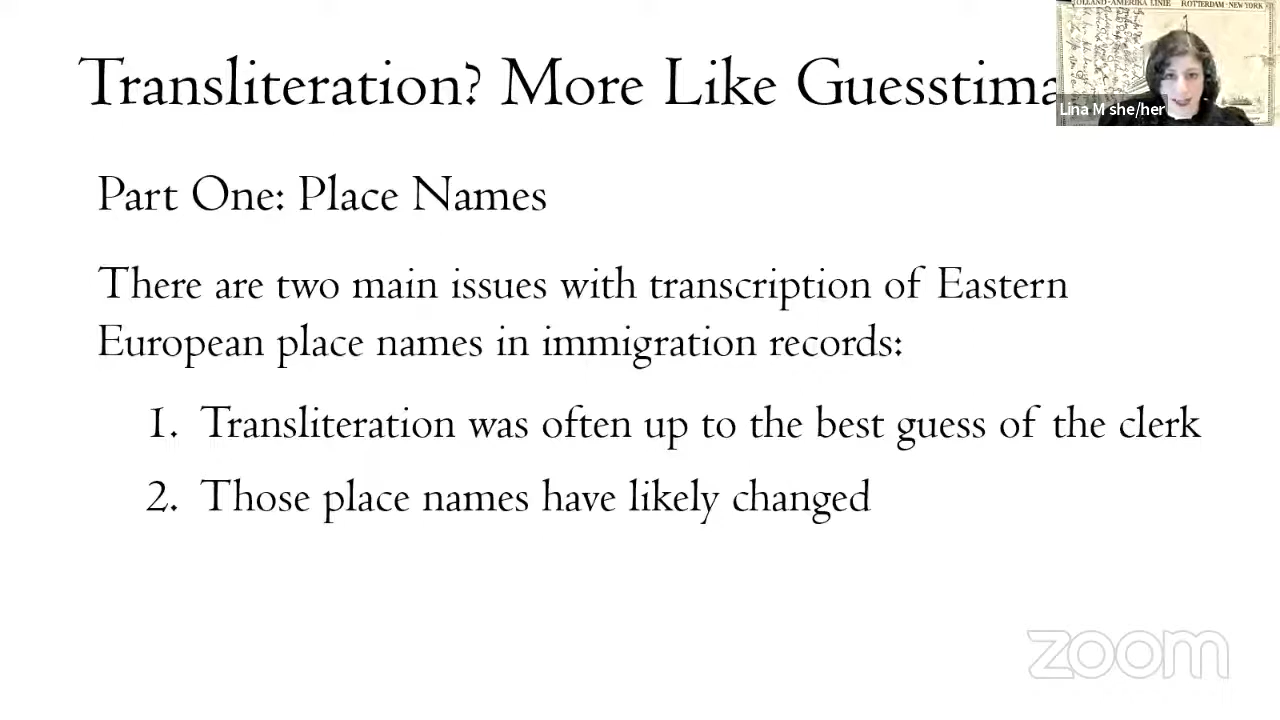 Transliteration? More Like Guesstima
OLLAND-AMERIKA LINIE ROTTERDAM-NEW YORK
Lina M she/her
Part One: Place Names
There are two main issues with transcription of Eastern
European place names in immigration records:
1. Transliteration was often up to the best guess of the clerk
2. Those place names have likely changed
zoom